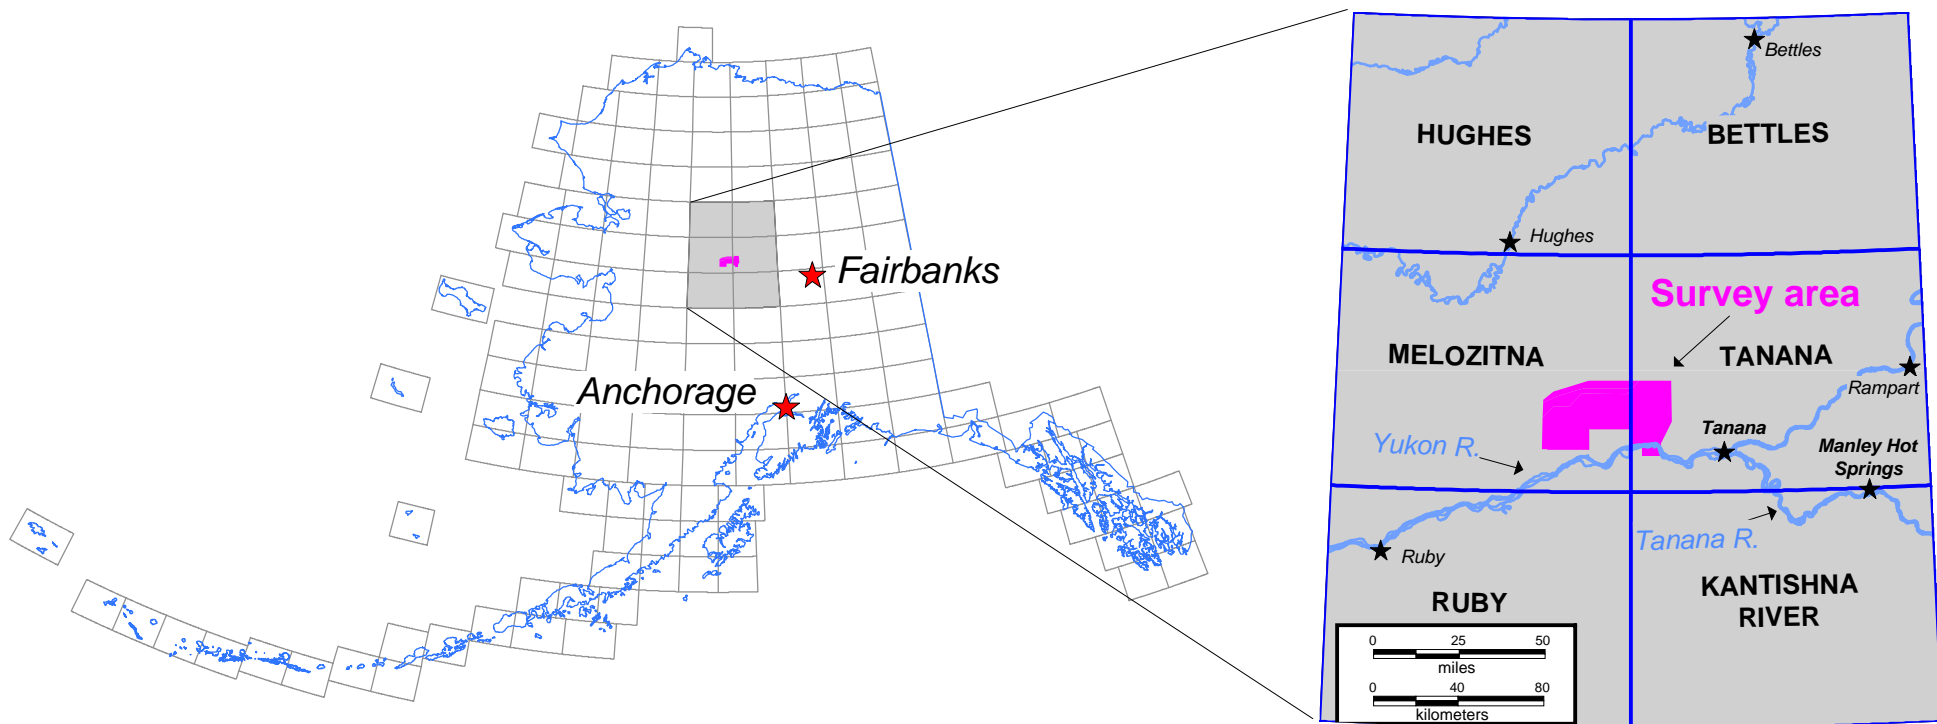 Fairbanks
Anchorage
Bettles
HUGHES
BETTLES
Hughes
Survey area
MELOZITNA
TANANA
Rampart
Yukon R.
Tanana
Manley Hot
Springs
Tanana R.
Ruby
RUBY
KANTISHNA
RIVER
0 25 50
miles
0 40 80
kilometers